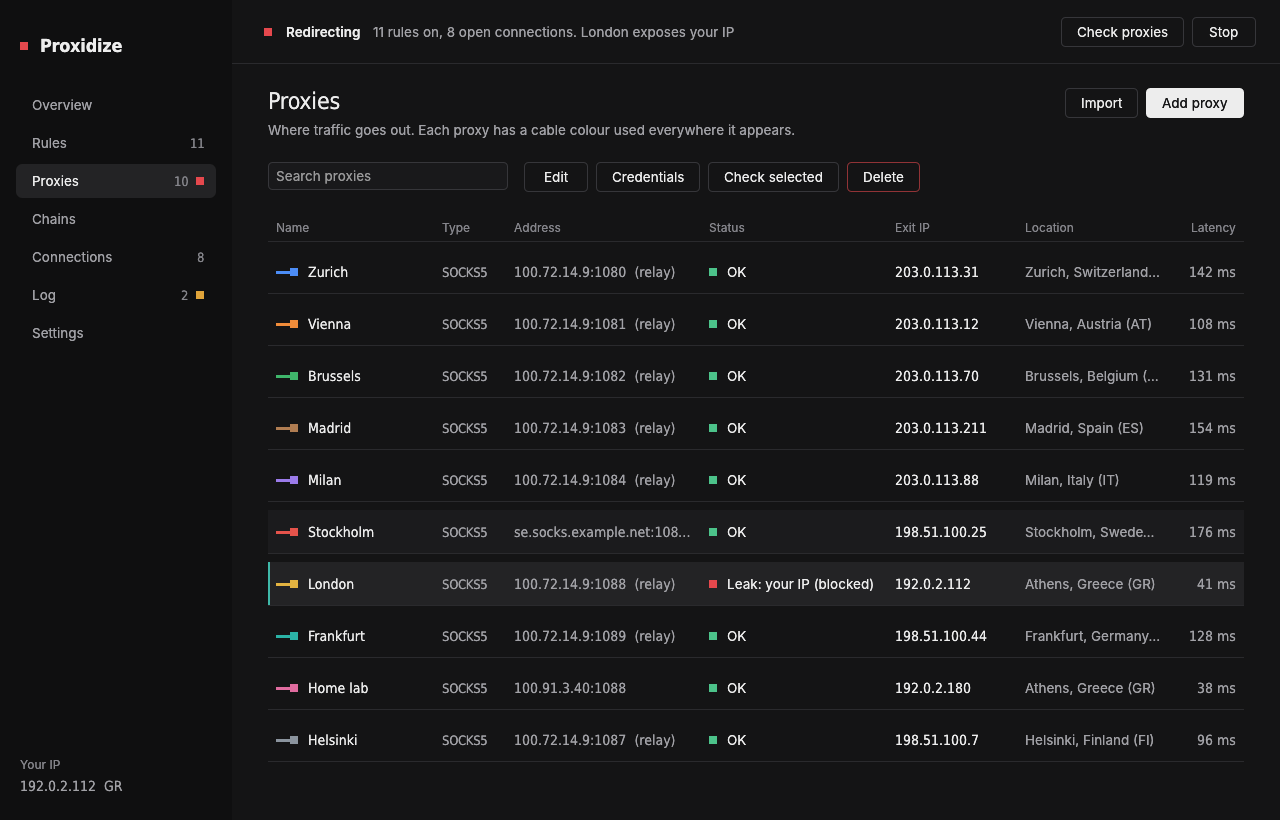 Proxidize
Redirecting 11 rules on, 8 open connections. London exposes your IP
Check proxies
Stop
Overview
Rules 11
Proxies 10
Chains
Connections 8
Log 2
Settings
Your IP
192.0.2.112 GR
Proxies
Where traffic goes out. Each proxy has a cable colour used everywhere it appears.
Import
Add proxy
Search proxies
Edit
Credentials
Check selected
Delete
Name Type Address Status Exit IP Location Latency
Zurich SOCKS5 100.72.14.9:1080 (relay) OK 203.0.113.31 Zurich, Switzerland... 142 ms
Vienna SOCKS5 100.72.14.9:1081 (relay) OK 203.0.113.12 Vienna, Austria (AT) 108 ms
Brussels SOCKS5 100.72.14.9:1082 (relay) OK 203.0.113.70 Brussels, Belgium (... 131 ms
Madrid SOCKS5 100.72.14.9:1083 (relay) OK 203.0.113.211 Madrid, Spain (ES) 154 ms
Milan SOCKS5 100.72.14.9:1084 (relay) OK 203.0.113.88 Milan, Italy (IT) 119 ms
Stockholm SOCKS5 se.socks.example.net:108... OK 198.51.100.25 Stockholm, Swede... 176 ms
London SOCKS5 100.72.14.9:1088 (relay) Leak: your IP (blocked) 192.0.2.112 Athens, Greece (GR) 41 ms
Frankfurt SOCKS5 100.72.14.9:1089 (relay) OK 198.51.100.44 Frankfurt, Germany... 128 ms
Home lab SOCKS5 100.91.3.40:1088 OK 192.0.2.180 Athens, Greece (GR) 38 ms
Helsinki SOCKS5 100.72.14.9:1087 (relay) OK 198.51.100.7 Helsinki, Finland (FI) 96 ms